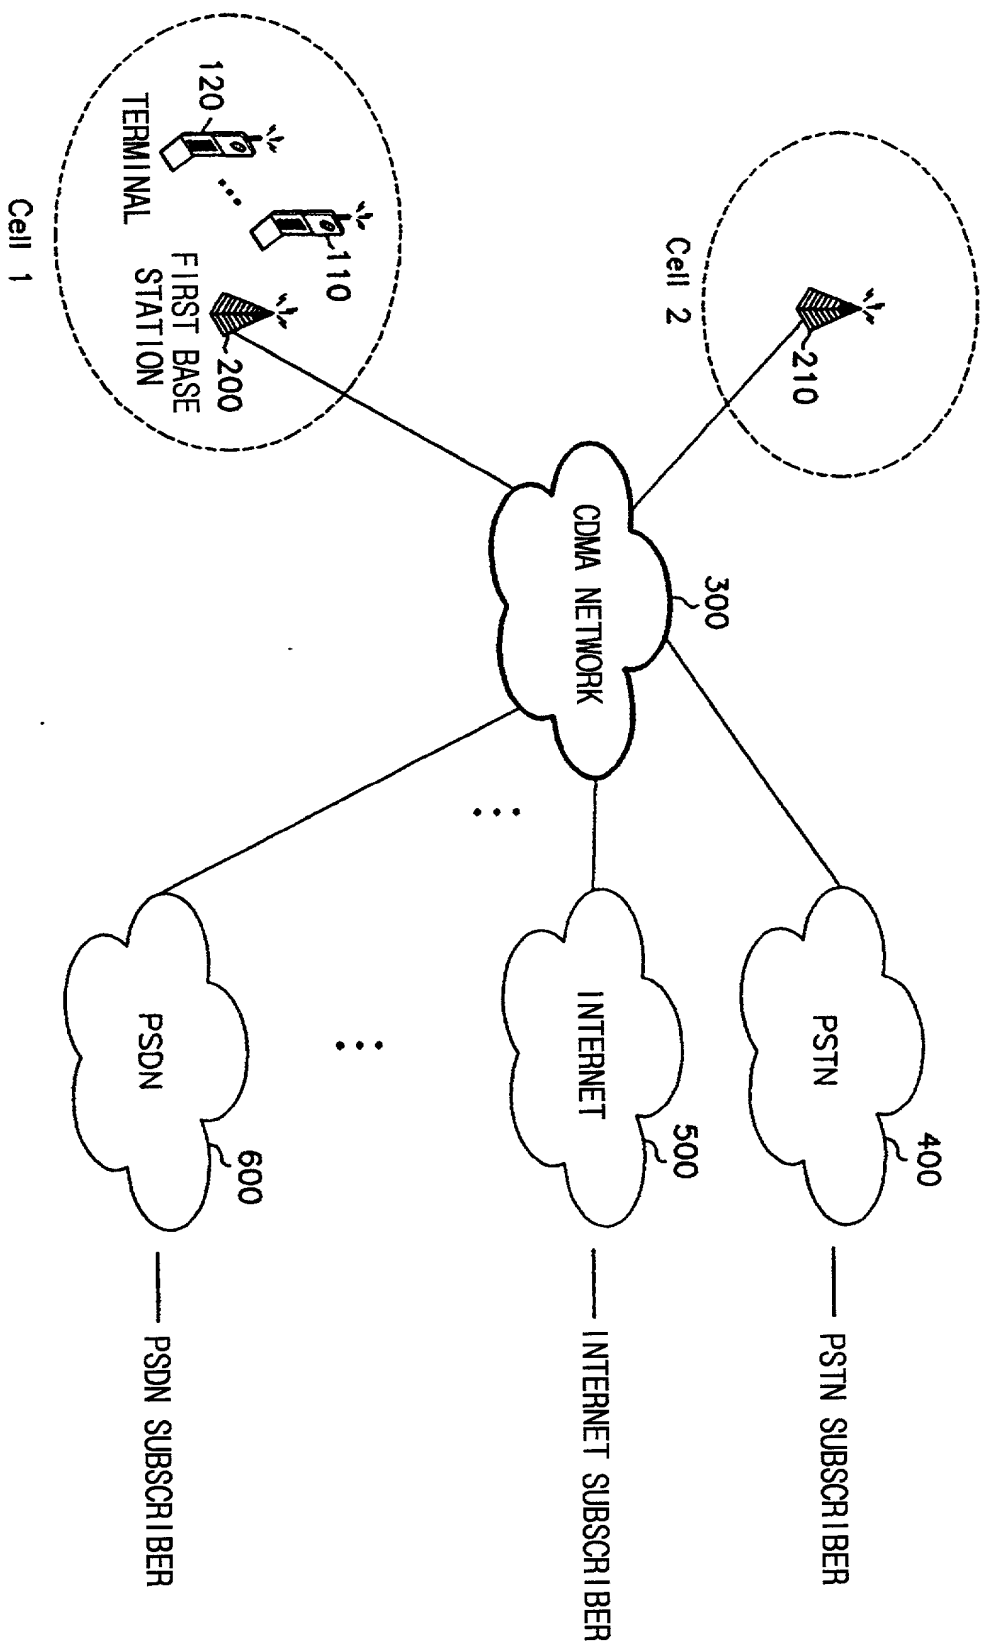 210
Cell 2
110
120
TERMINAL
200
FIRST BASE
STATION
Cell 1
300
CDMA NETWORK
400
PSTN
PSTN SUBSCRIBER
500
INTERNET
INTERNET SUBSCRIBER
600
PSDN
PSDN SUBSCRIBER